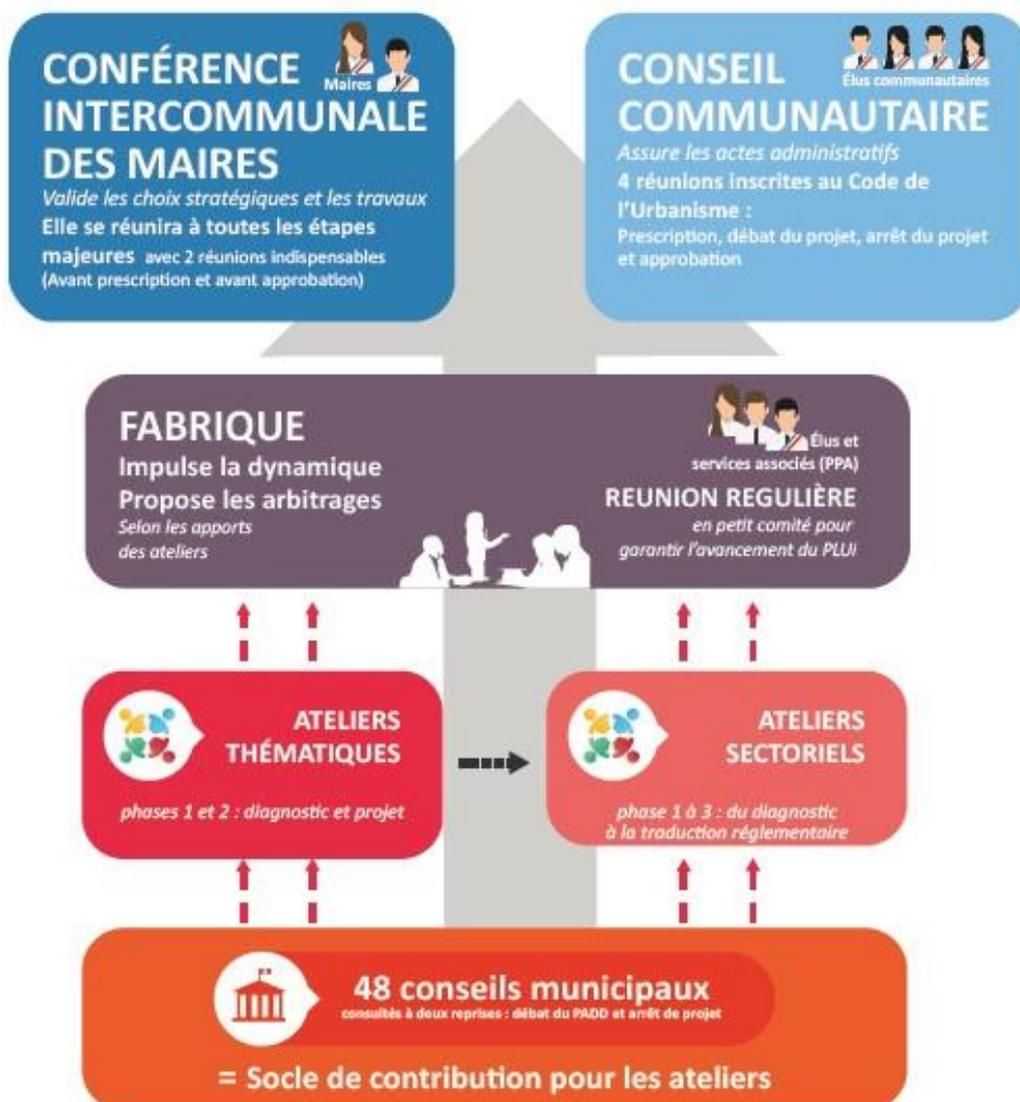 CONFÉRENCE
INTERCOMMUNALE
DES MAIRES
Maires
Valide les choix stratégiques et les travaux
Elle se réunira à toutes les étapes
majeures avec 2 réunions indispensables
(Avant prescription et avant approbation)
CONSEIL
COMMUNAUTAIRE
Élus communautaires
Assure les actes administratifs
4 réunions inscrites au Code de
l'Urbanisme :
Prescription, débat du projet, arrêt du projet
et approbation
FABRIQUE
Impulse la dynamique
Propose les arbitrages
Selon les apports
des ateliers
Élus et
services associés (PPA)
REUNION REGULIÈRE
en petit comité pour
garantir l'avancement du PLUi
ATELIERS
THÉMATIQUES
phases 1 et 2 : diagnostic et projet
ATELIERS
SECTORIELS
phase 1 à 3 : du diagnostic
à la traduction réglementaire
48 conseils municipaux
consultés à deux reprises : débat du PADD et arrêt de projet
= Socle de contribution pour les ateliers